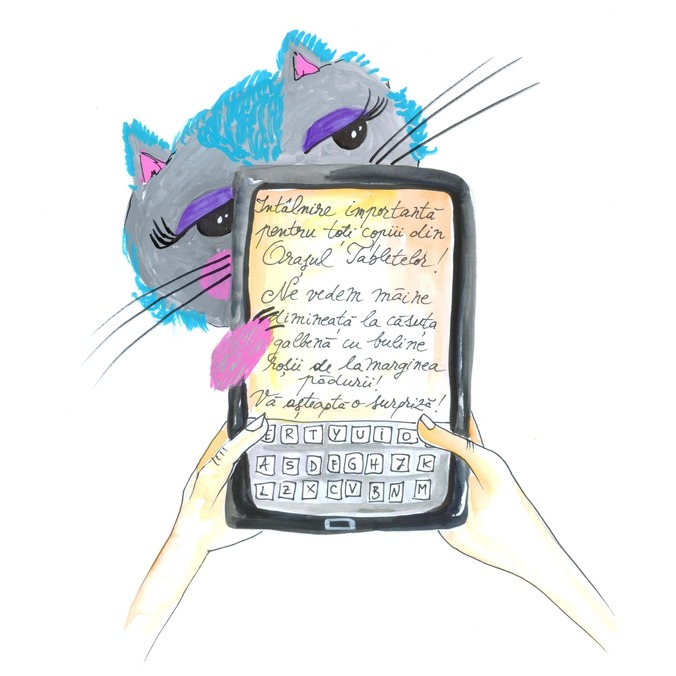 Întâlnire importantă
pentru toți copiii din
Orașul Tabletelor!
Ne vedem mâine
dimineață la căsuța
galbenă cu buline
roșii de la marginea
pădurii!
Vă așteaptă o surpriză!
E R T Y U I O
A S D F G H J K
L Z X C V B N M